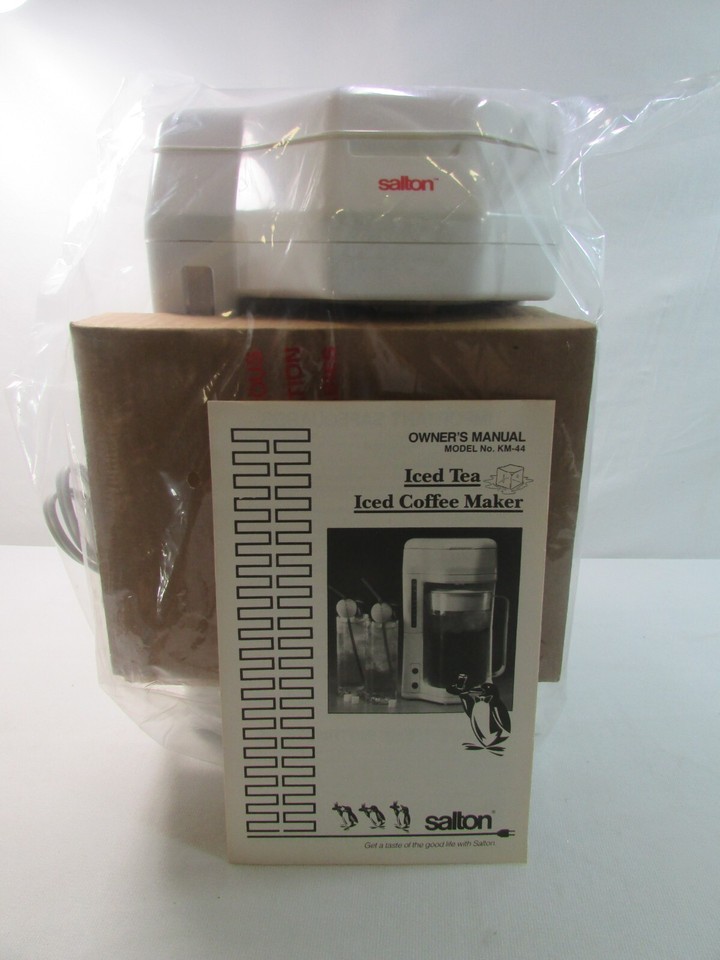 salton™
OWNER'S MANUAL
MODEL No. KM-44
Iced Tea
Iced Coffee Maker
salton®
Get a taste of the good life with Salton.